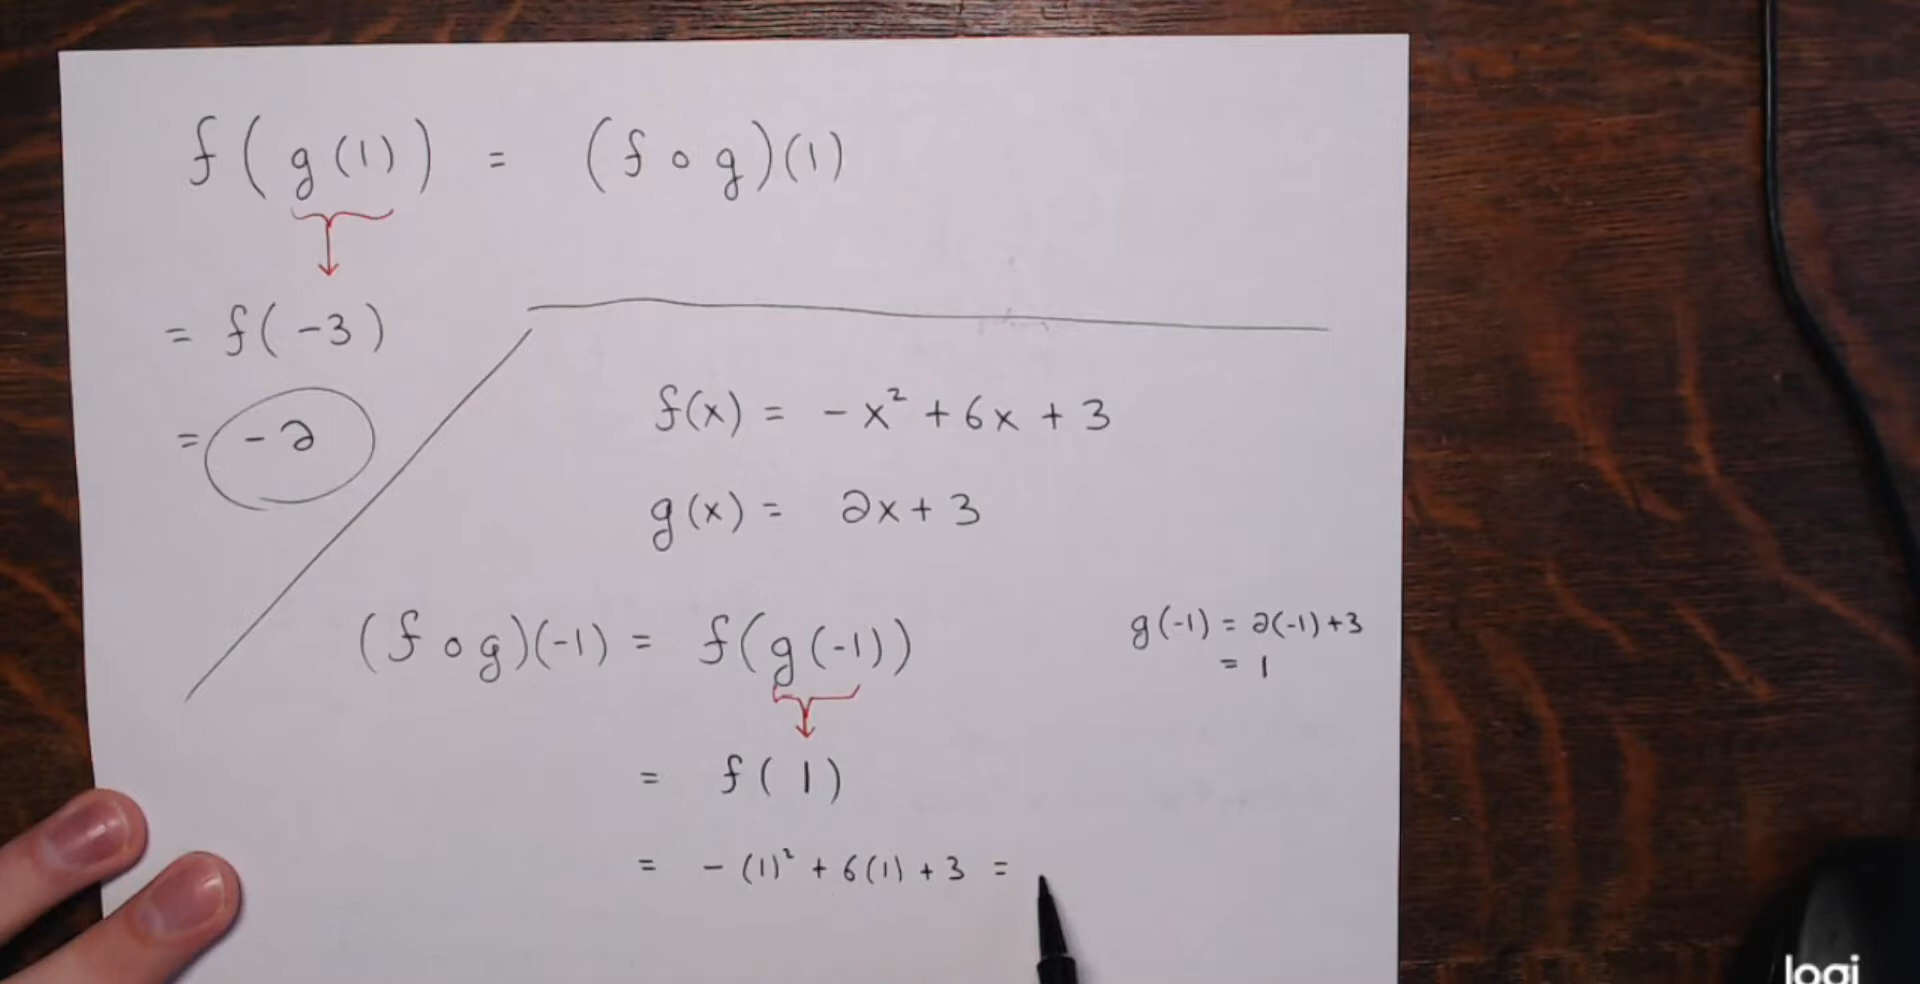 f(g(1)) = (f ∘ g)(1)
= f(-3)
= -2
f(x) = -x² + 6x + 3
g(x) = 2x + 3
(f ∘ g)(-1) = f(g(-1))
g(-1) = 2(-1)+3
= 1
= f(1)
= -(1)² + 6(1) + 3 =
logi